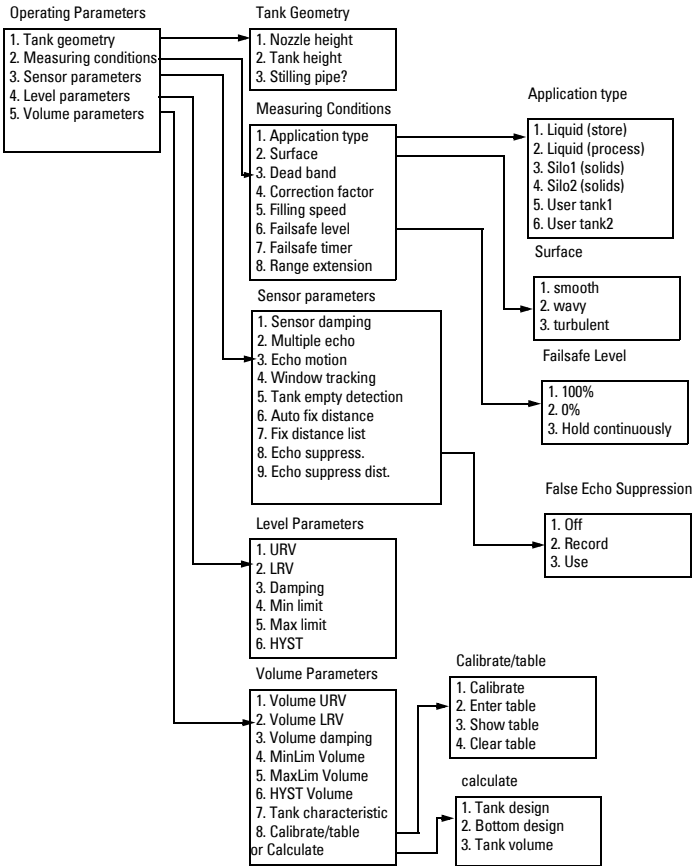 Operating Parameters
1. Tank geometry
2. Measuring conditions
3. Sensor parameters
4. Level parameters
5. Volume parameters
Tank Geometry
1. Nozzle height
2. Tank height
3. Stilling pipe?
Measuring Conditions
1. Application type
2. Surface
3. Dead band
4. Correction factor
5. Filling speed
6. Failsafe level
7. Failsafe timer
8. Range extension
Application type
1. Liquid (store)
2. Liquid (process)
3. Silo1 (solids)
4. Silo2 (solids)
5. User tank1
6. User tank2
Surface
1. smooth
2. wavy
3. turbulent
Failsafe Level
1. 100%
2. 0%
3. Hold continuously
Sensor parameters
1. Sensor damping
2. Multiple echo
3. Echo motion
4. Window tracking
5. Tank empty detection
6. Auto fix distance
7. Fix distance list
8. Echo suppress.
9. Echo suppress dist.
False Echo Suppression
1. Off
2. Record
3. Use
Level Parameters
1. URV
2. LRV
3. Damping
4. Min limit
5. Max limit
6. HYST
Volume Parameters
1. Volume URV
2. Volume LRV
3. Volume damping
4. MinLim Volume
5. MaxLim Volume
6. HYST Volume
7. Tank characteristic
8. Calibrate/table
or Calculate
Calibrate/table
1. Calibrate
2. Enter table
3. Show table
4. Clear table
calculate
1. Tank design
2. Bottom design
3. Tank volume